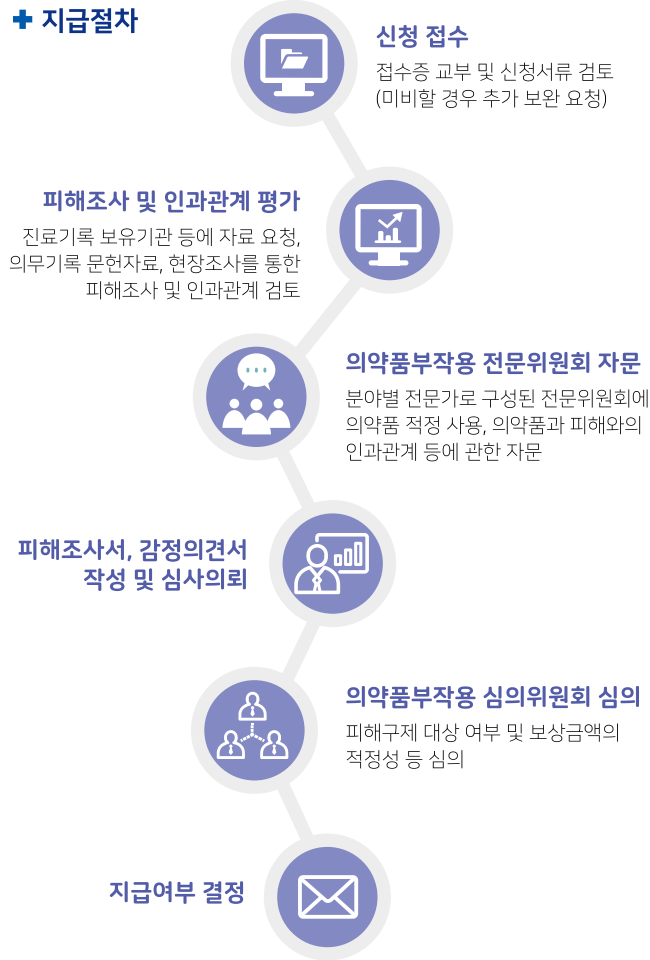 지급절차
신청 접수
접수증 교부 및 신청서류 검토
(미비할 경우 추가 보완 요청)
피해조사 및 인과관계 평가
진료기록 보유기관 등에 자료 요청,
의무기록 문헌자료, 현장조사를 통한
피해조사 및 인과관계 검토
의약품부작용 전문위원회 자문
분야별 전문가로 구성된 전문위원회에
의약품 적정 사용, 의약품과 피해와의
인과관계 등에 관한 자문
피해조사서, 감정의견서
작성 및 심사의뢰
의약품부작용 심의위원회 심의
피해구제 대상 여부 및 보상금액의
적정성 등 심의
지급여부 결정